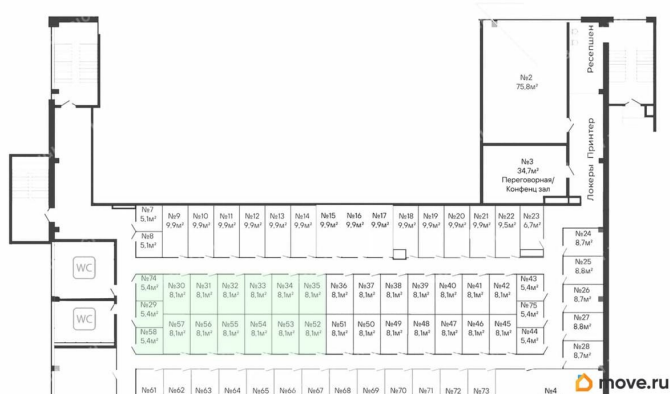 №2
75,8м²
Ресепшен
№3
34,7м²
Переговорная/
Конференц зал
Локеры Принтер
№7
5,1м²
№8
5,1м²
№9 №10 №11 №12 №13 №14 №15 №16 №17 №18 №19 №20 №21 №22 №23
9,9м² 9,9м² 9,9м² 9,9м² 9,9м² 9,9м² 9,9м² 9,9м² 9,9м² 9,9м² 9,9м² 9,9м² 9,9м² 9,5м² 6,7м²
№24
8,7м²
№25
8,8м²
№26
8,7м²
№27
8,8м²
№28
8,7м²
WC
WC
№74
5,4м²
№29
5,4м²
№58
5,4м²
№30 №31 №32 №33 №34 №35 №36 №37 №38 №39 №40 №41 №42
8,1м² 8,1м² 8,1м² 8,1м² 8,1м² 8,1м² 8,1м² 8,1м² 8,1м² 8,1м² 8,1м² 8,1м² 8,1м²
№43
5,4м²
№75
5,4м²
№44
5,4м²
№57 №56 №55 №54 №53 №52 №51 №50 №49 №48 №47 №46 №45
8,1м² 8,1м² 8,1м² 8,1м² 8,1м² 8,1м² 8,1м² 8,1м² 8,1м² 8,1м² 8,1м² 8,1м² 8,1м²
№61 №62 №63 №64 №65 №66 №67 №68 №69 №70 №71 №72 №73 №4
move.ru